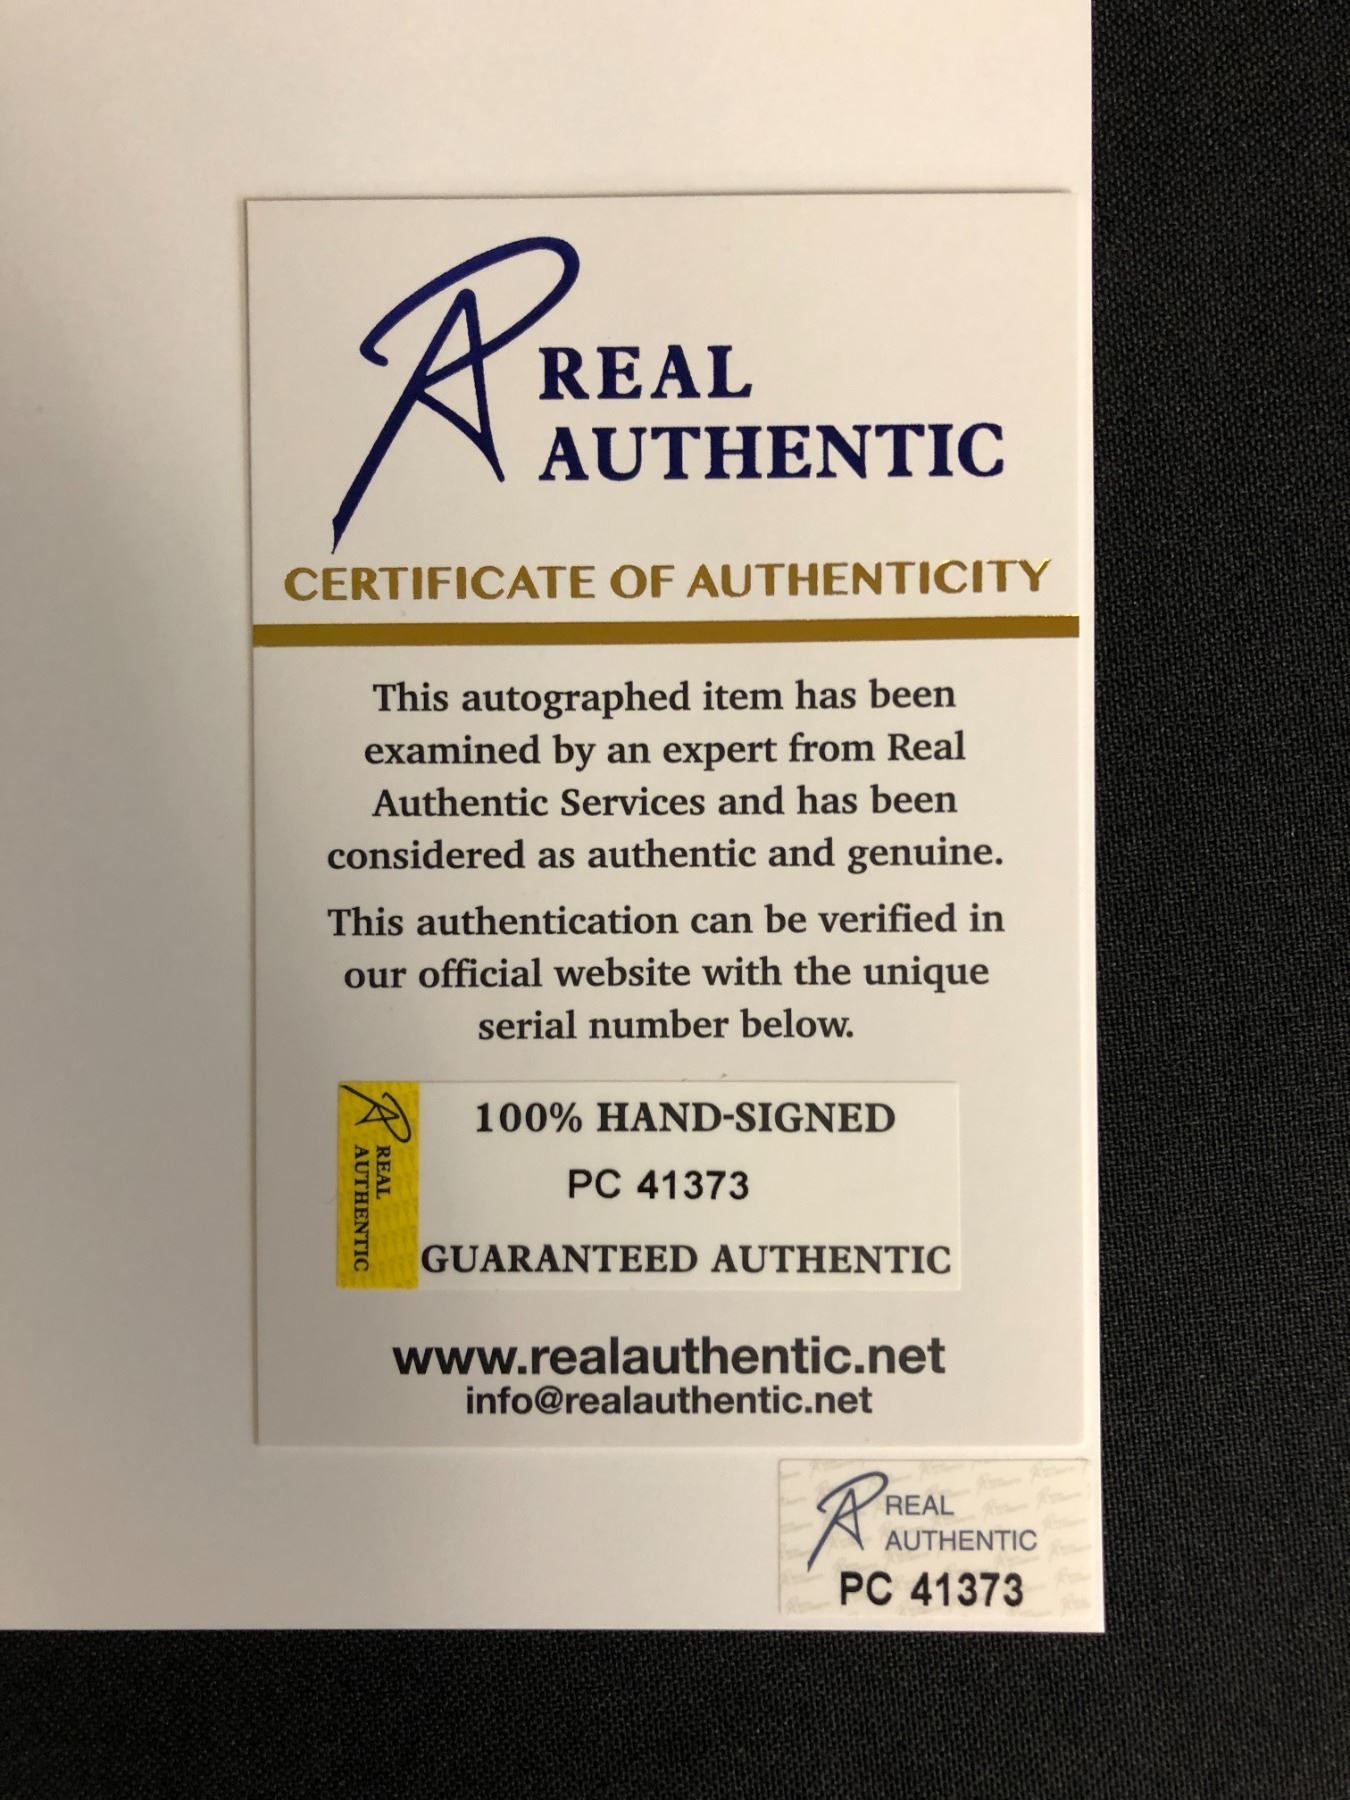 REAL
AUTHENTIC
CERTIFICATE OF AUTHENTICITY
This autographed item has been
examined by an expert from Real
Authentic Services and has been
considered as authentic and genuine.
This authentication can be verified in
our official website with the unique
serial number below.
REAL
AUTHENTIC
100% HAND-SIGNED
PC 41373
GUARANTEED AUTHENTIC
www.realauthentic.net
info@realauthentic.net
REAL
AUTHENTIC
PC 41373